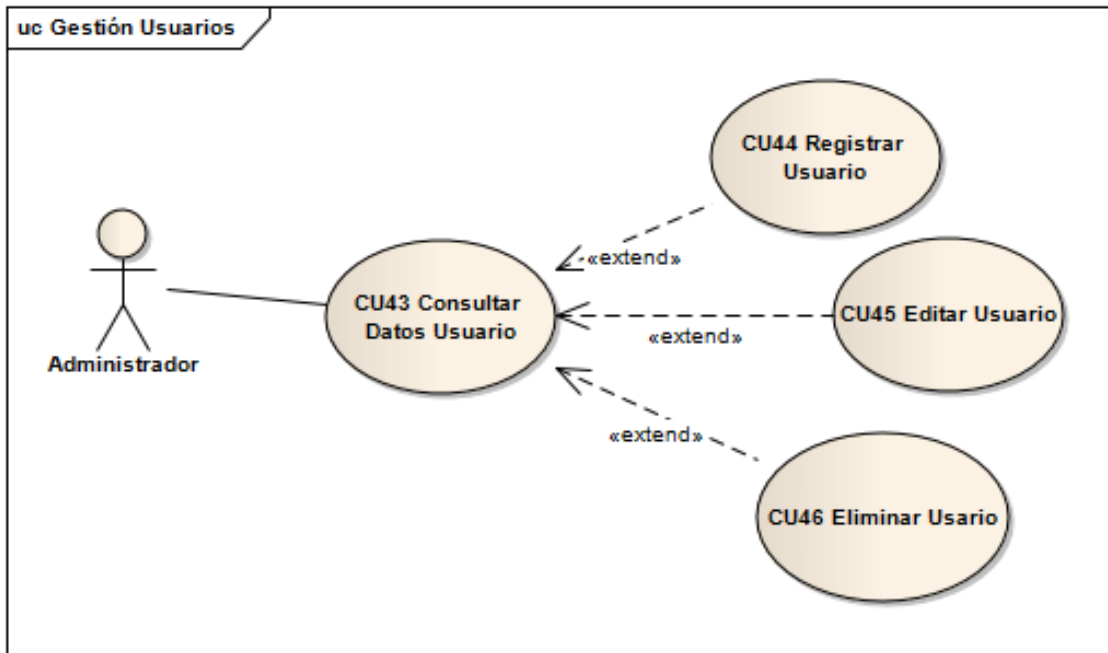 uc Gestión Usuarios
CU44 Registrar
Usuario
«extend»
CU43 Consultar
Datos Usuario
CU45 Editar Usuario
«extend»
Administrador
«extend»
CU46 Eliminar Usario